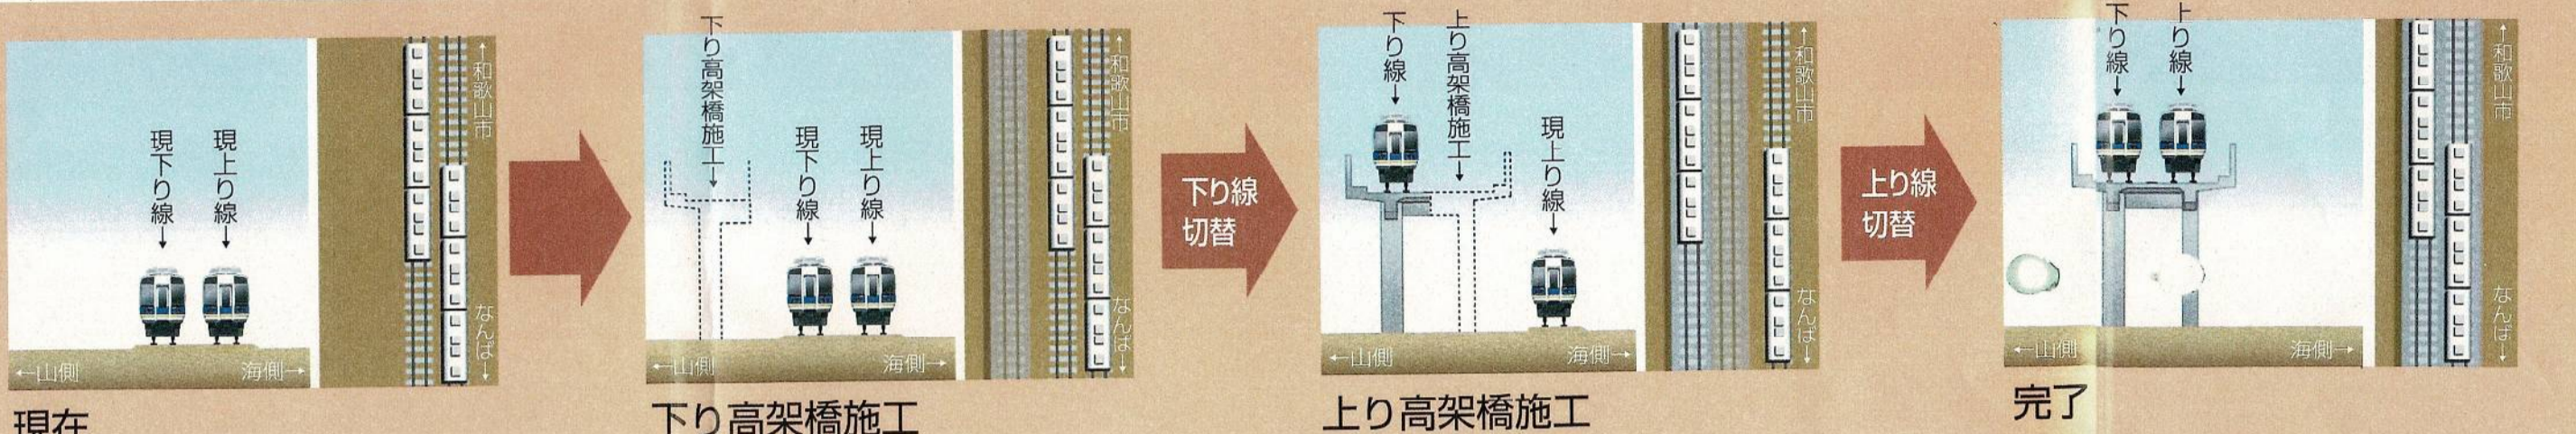 現下り線↓
現上り線↓
←山側
海側→
↑和歌山市
なんば↓
現在
下り高架橋施工↓
現下り線↓
現上り線↓
←山側
海側→
↑和歌山市
なんば↓
下り高架橋施工
下り線
切替
下り線↓
上り高架橋施工↓
現上り線↓
←山側
海側→
↑和歌山市
なんば↓
上り高架橋施工
上り線
切替
下り線↓
上り線↓
←山側
海側→
↑和歌山市
なんば↓
完了